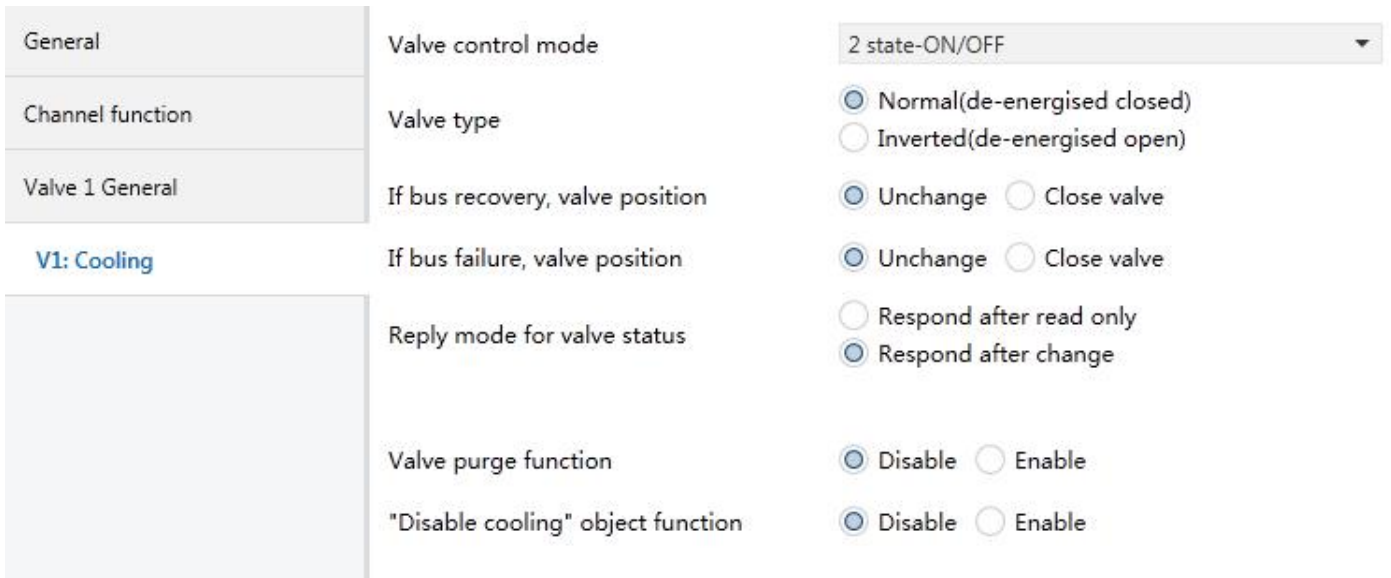 General
Channel function
Valve 1 General
V1: Cooling
Valve control mode 2 state-ON/OFF
Valve type Normal(de-energised closed)
Inverted(de-energised open)
If bus recovery, valve position Unchange Close valve
If bus failure, valve position Unchange Close valve
Reply mode for valve status Respond after read only
Respond after change
Valve purge function Disable Enable
"Disable cooling" object function Disable Enable